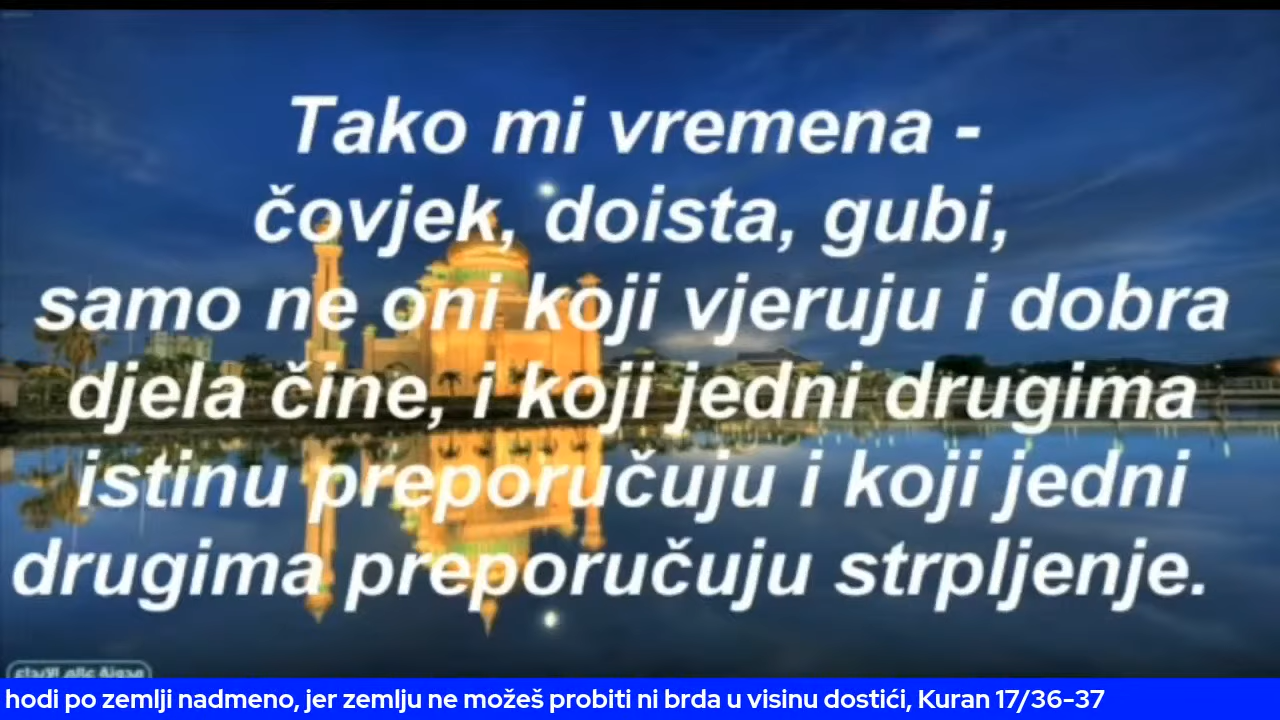 Tako mi vremena -
čovjek, doista, gubi,
samo ne oni koji vjeruju i dobra
djela čine, i koji jedni drugima
istinu preporučuju i koji jedni
drugima preporučuju strpljenje.
hodi po zemlji nadmeno, jer zemlju ne možeš probiti ni brda u visinu dostići, Kuran 17/36-37